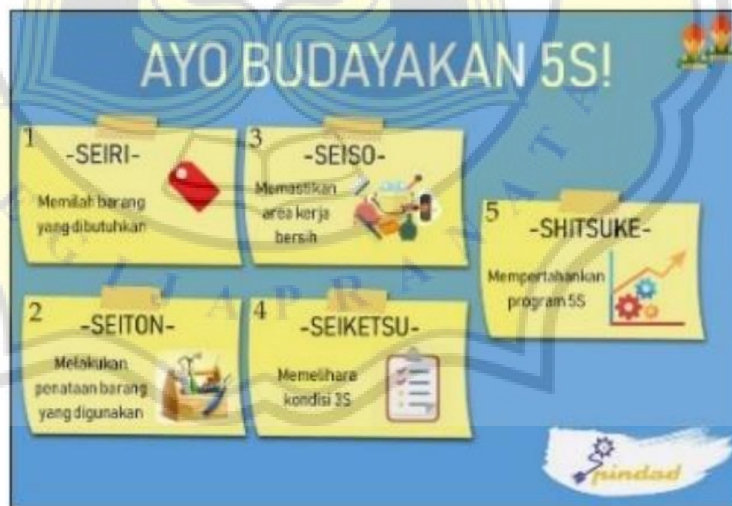 AYO BUDAYAKAN 5S!
1
-SEIRI-
Memilah barang
yang dibutuhkan
2
-SEITON-
Melakukan
penataan barang
yang digunakan
3
-SEISO-
Memastikan
area kerja
bersih
4
-SEIKETSU-
Memelihara
kondisi 3S
5
-SHITSUKE-
Mempertahankan
program 5S
pindad
GIJAPRANATA